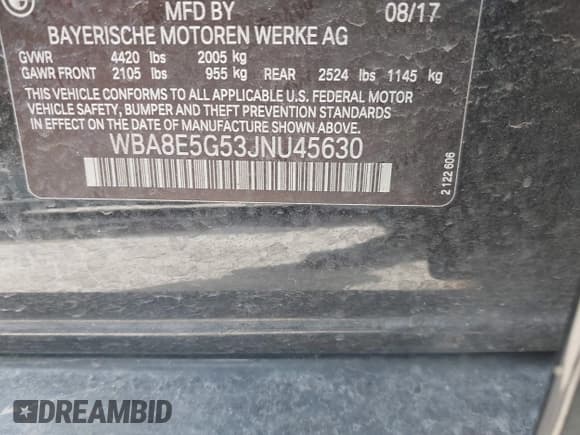 MFD BY 08/17
BAYERISCHE MOTOREN WERKE AG
GVWR 4420 lbs 2005 kg
GAWR FRONT 2105 lbs 955 kg REAR 2524 lbs 1145 kg
THIS VEHICLE CONFORMS TO ALL APPLICABLE U.S. FEDERAL MOTOR
VEHICLE SAFETY, BUMPER AND THEFT PREVENTION STANDARDS
IN EFFECT ON THE DATE OF MANUFACTURE SHOWN ABOVE.
WBA8E5G53JNU45630
2 122 606
DREAMBID